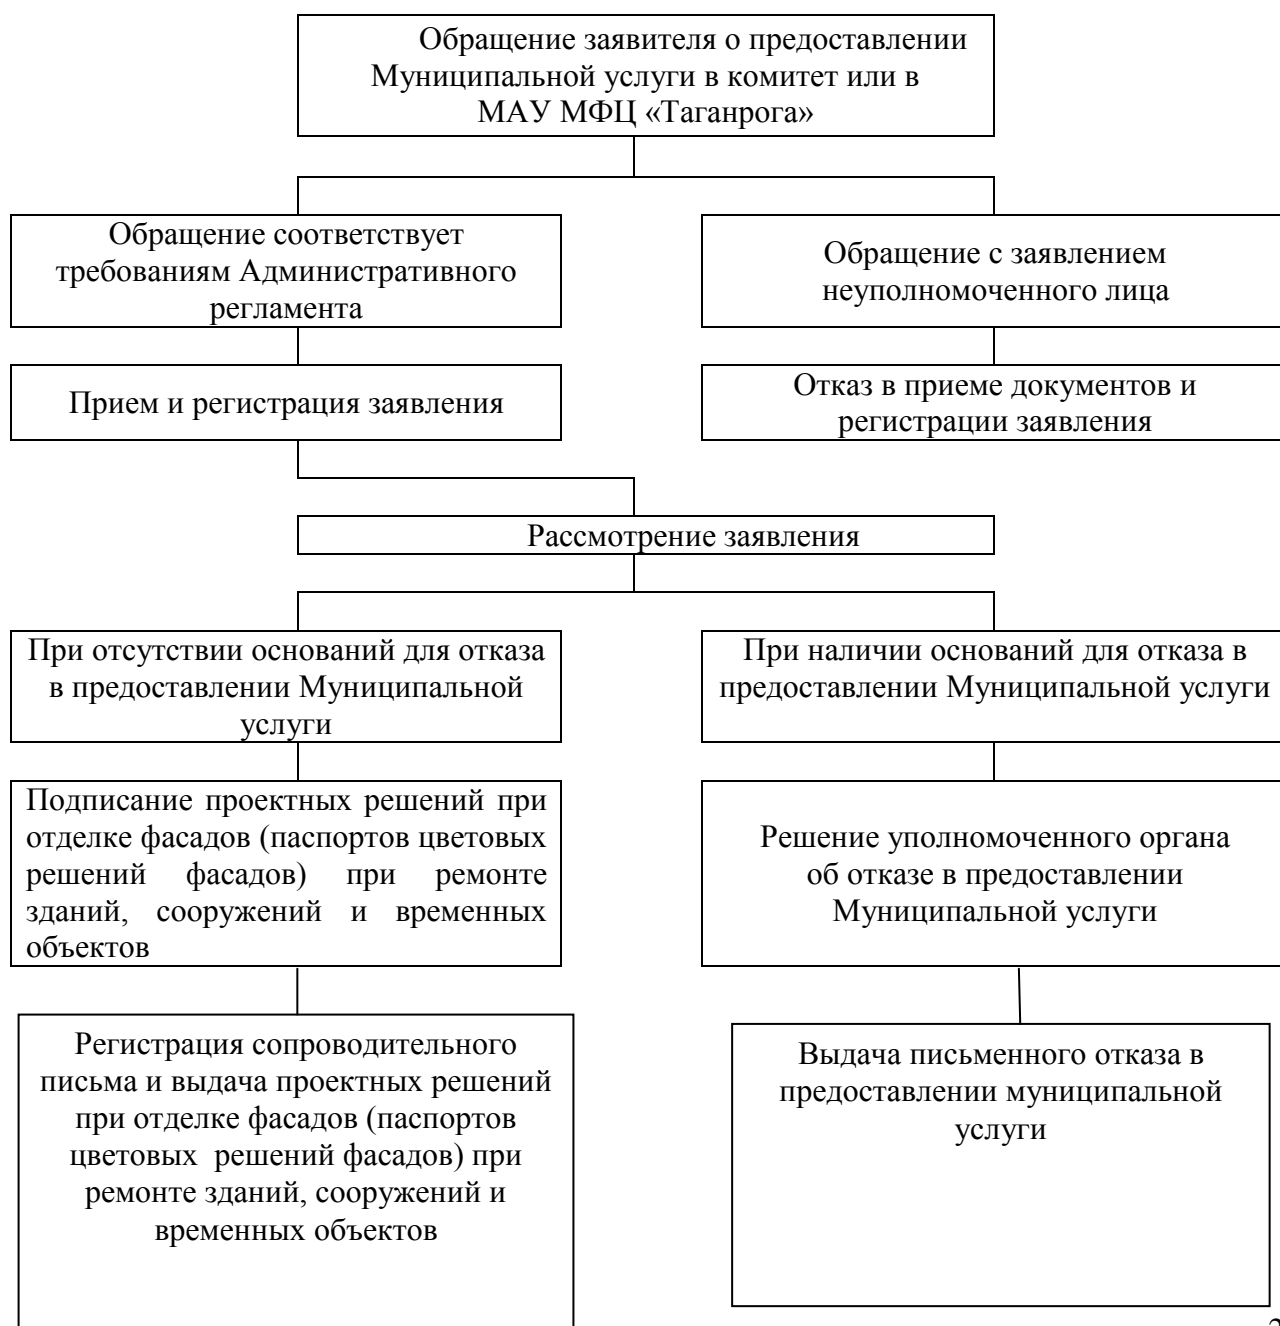 Обращение заявителя о предоставлении
Муниципальной услуги в комитет или в
МАУ МФЦ «Таганрога»
Обращение соответствует
требованиям Административного
регламента
Обращение с заявлением
неуполномоченного лица
Прием и регистрация заявления
Отказ в приеме документов и
регистрации заявления
Рассмотрение заявления
При отсутствии оснований для отказа
в предоставлении Муниципальной
услуги
При наличии оснований для отказа в
предоставлении Муниципальной услуги
Подписание проектных решений при
отделке фасадов (паспортов цветовых
решений фасадов) при ремонте
зданий, сооружений и временных
объектов
Решение уполномоченного органа
об отказе в предоставлении
Муниципальной услуги
Регистрация сопроводительного
письма и выдача проектных решений
при отделке фасадов (паспортов
цветовых решений фасадов) при
ремонте зданий, сооружений и
временных объектов
Выдача письменного отказа в
предоставлении муниципальной
услуги